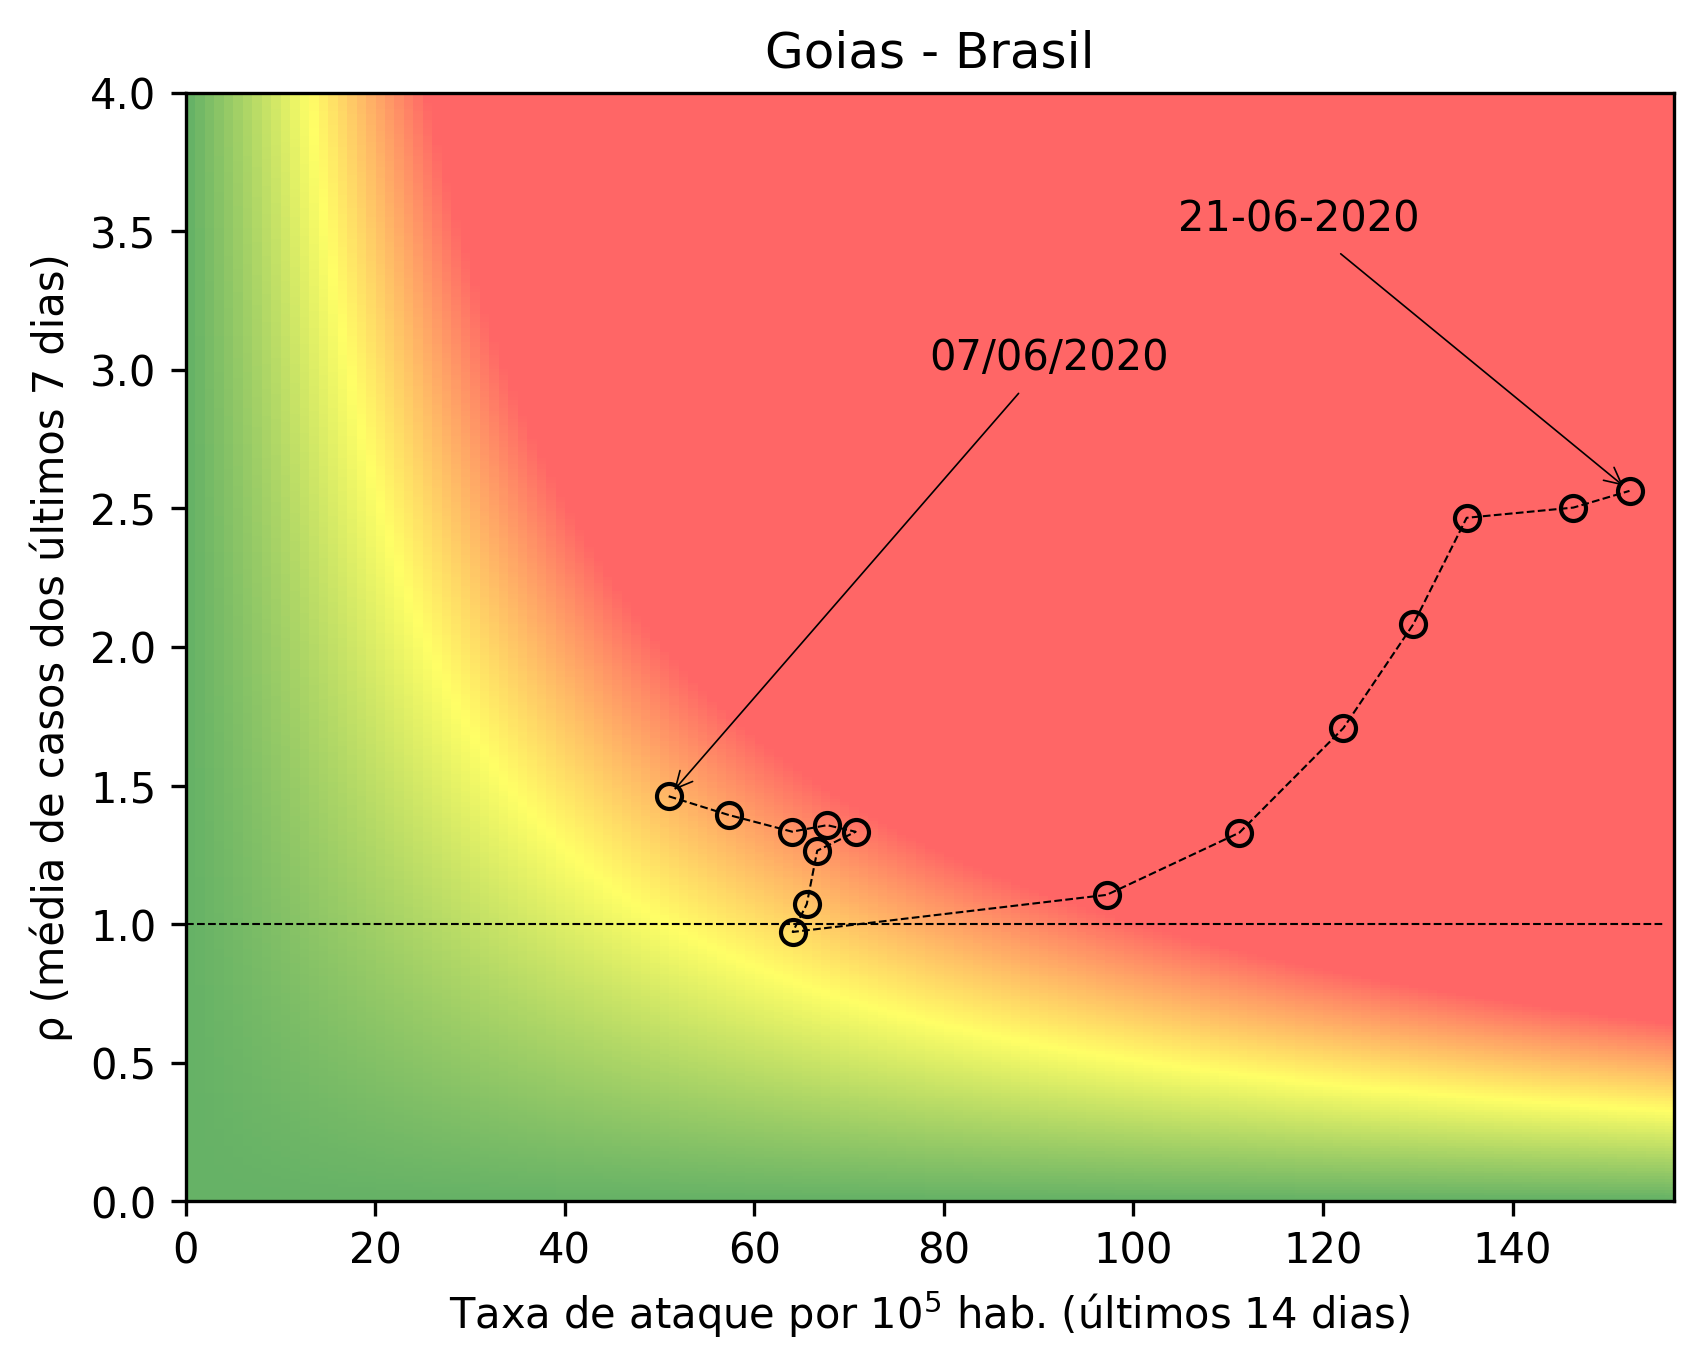 Goias - Brasil
4.0
3.5
3.0
2.5
2.0
1.5
1.0
0.5
0.0
ρ (média de casos dos últimos 7 dias)
21-06-2020
07/06/2020
0 20 40 60 80 100 120 140
Taxa de ataque por 10⁵ hab. (últimos 14 dias)